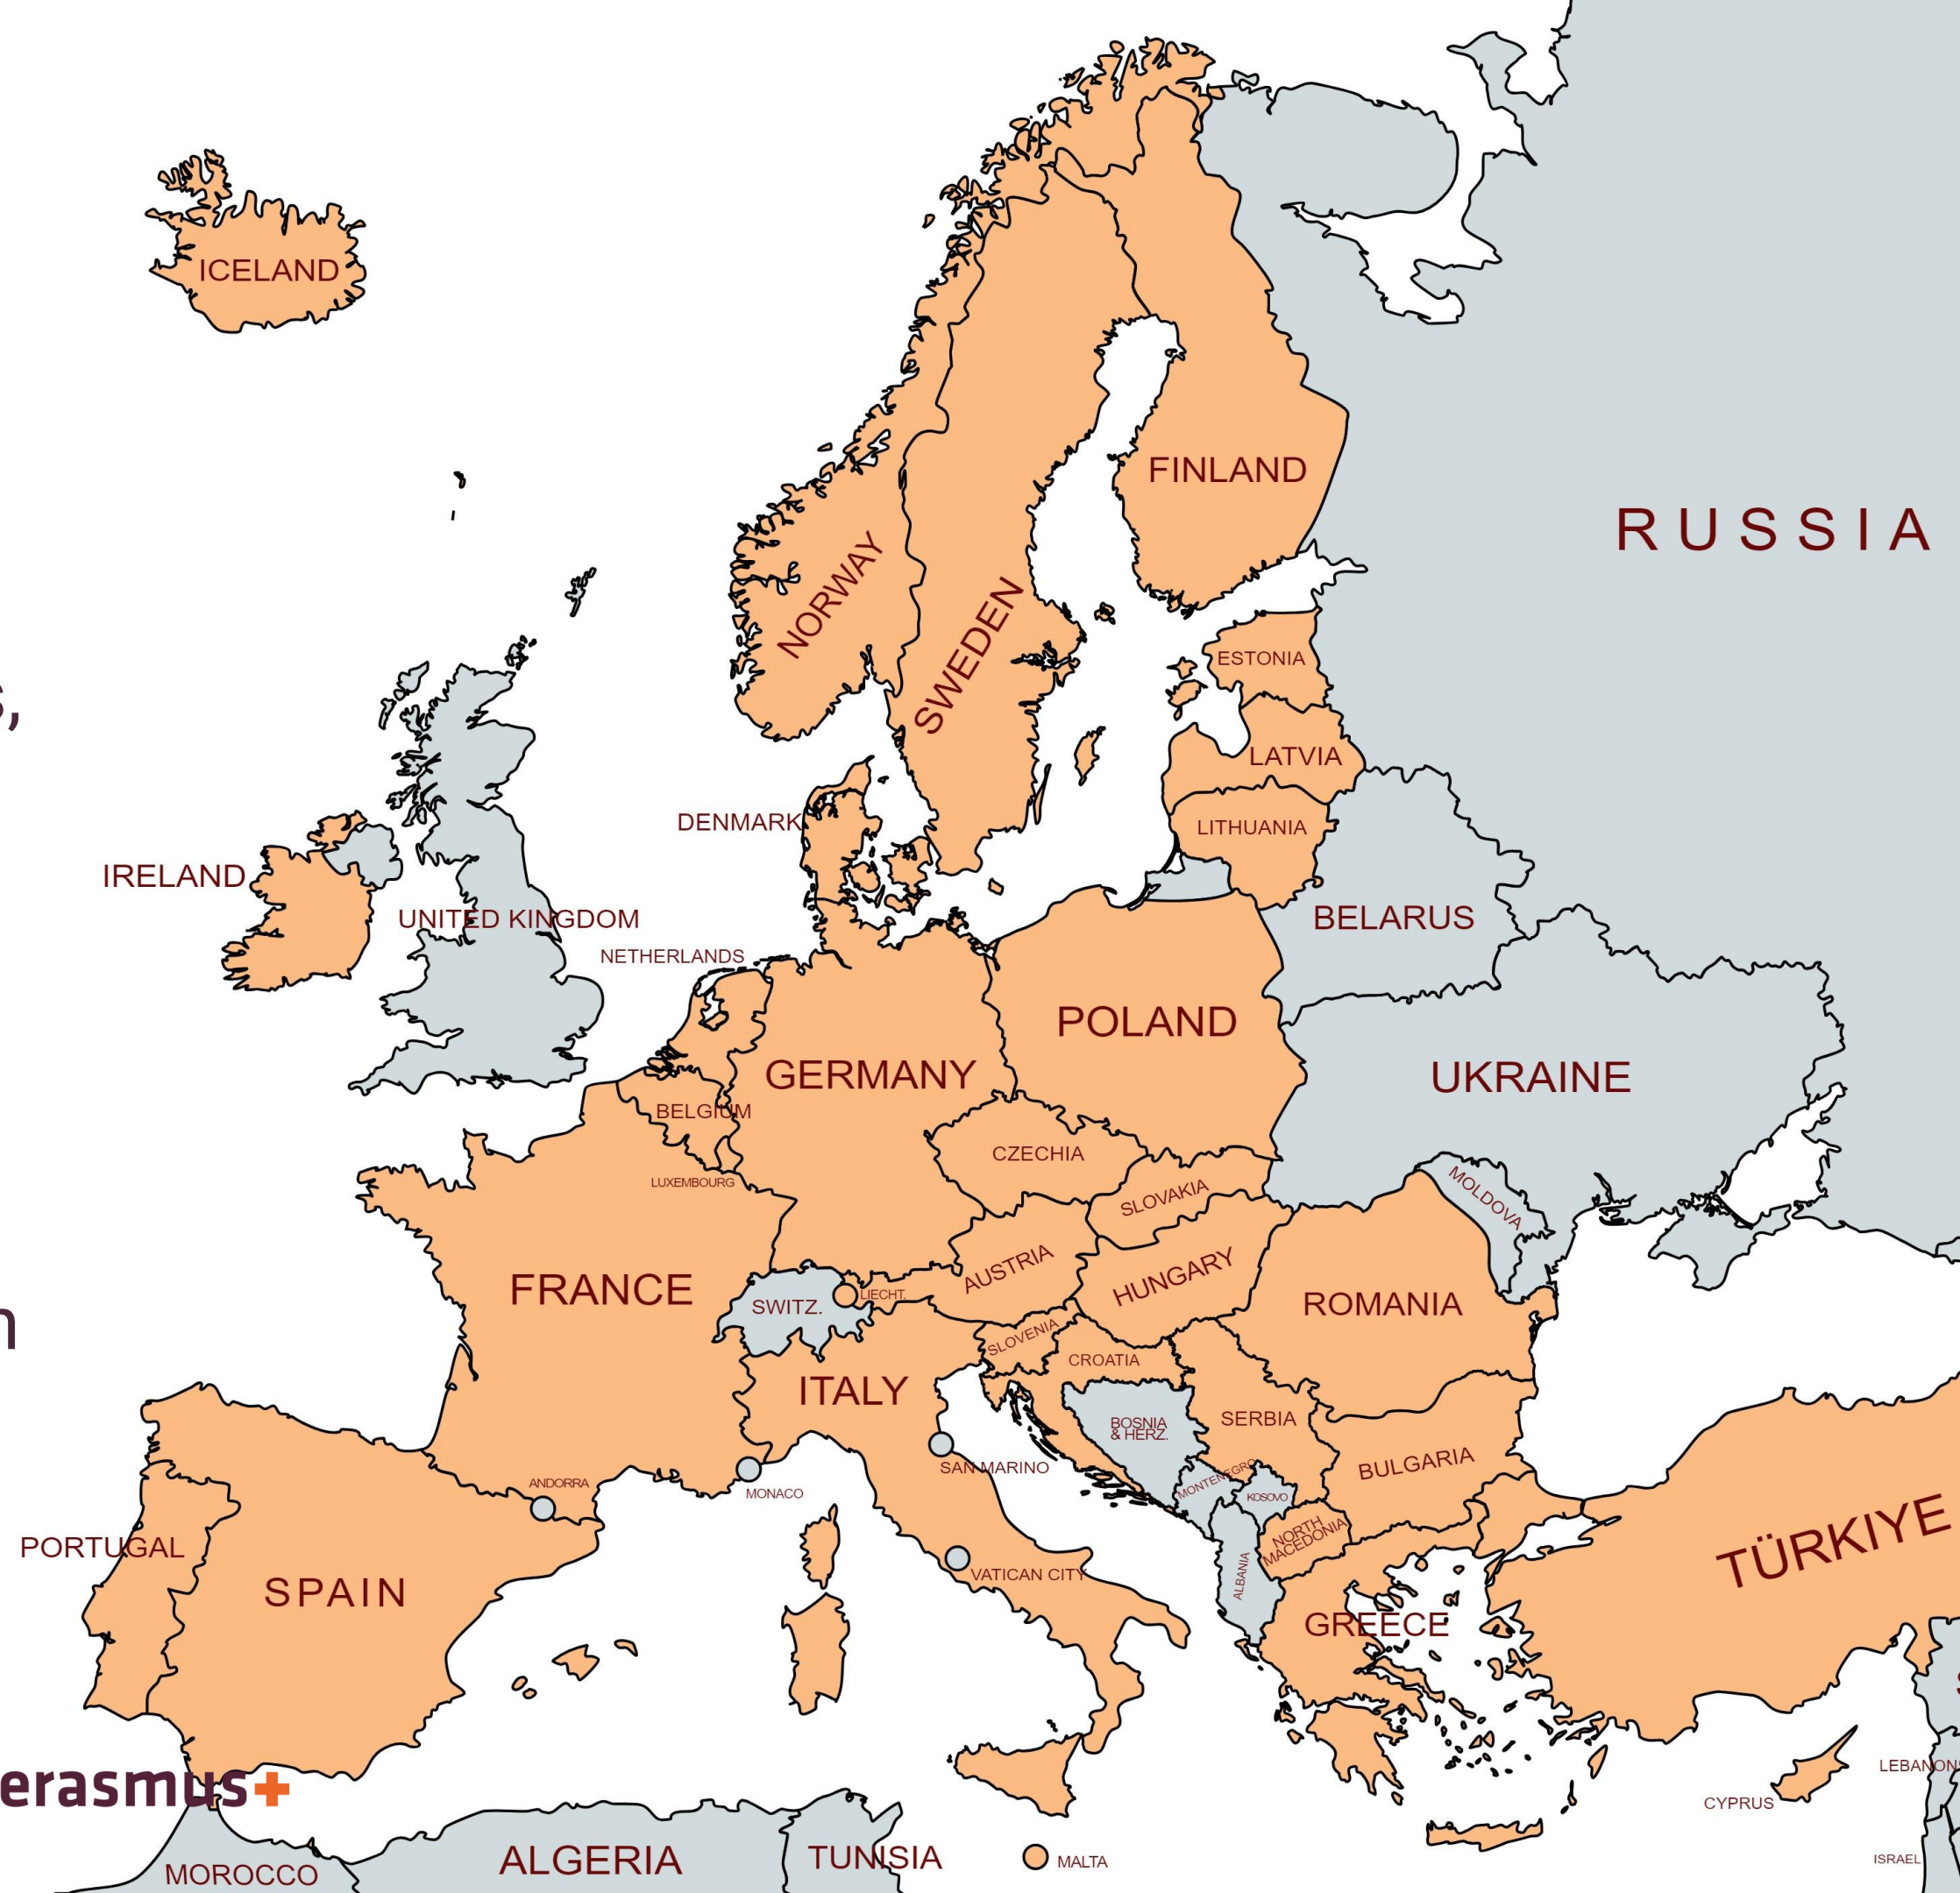 ICELAND
FINLAND
RUSSIA
NORWAY
SWEDEN
ESTONIA
s,
LATVIA
DENMARK
LITHUANIA
IRELAND
UNITED KINGDOM
BELARUS
NETHERLANDS
POLAND
GERMANY
UKRAINE
BELGIUM
CZECHIA
LUXEMBOURG
SLOVAKIA
MOLDOVA
AUSTRIA
HUNGARY
FRANCE
SWITZ.
LIECHT.
ROMANIA
n
SLOVENIA
CROATIA
ITALY
BOSNIA
& HERZ.
SERBIA
BULGARIA
SAN MARINO
ANDORRA
MONACO
MONTENEGRO
KOSOVO
NORTH
MACEDONIA
TÜRKIYE
PORTUGAL
SPAIN
VATICAN CITY
ALBANIA
GREECE
erasmus+
LEBANON
CYPRUS
MOROCCO
ALGERIA
TUNISIA
MALTA
ISRAEL